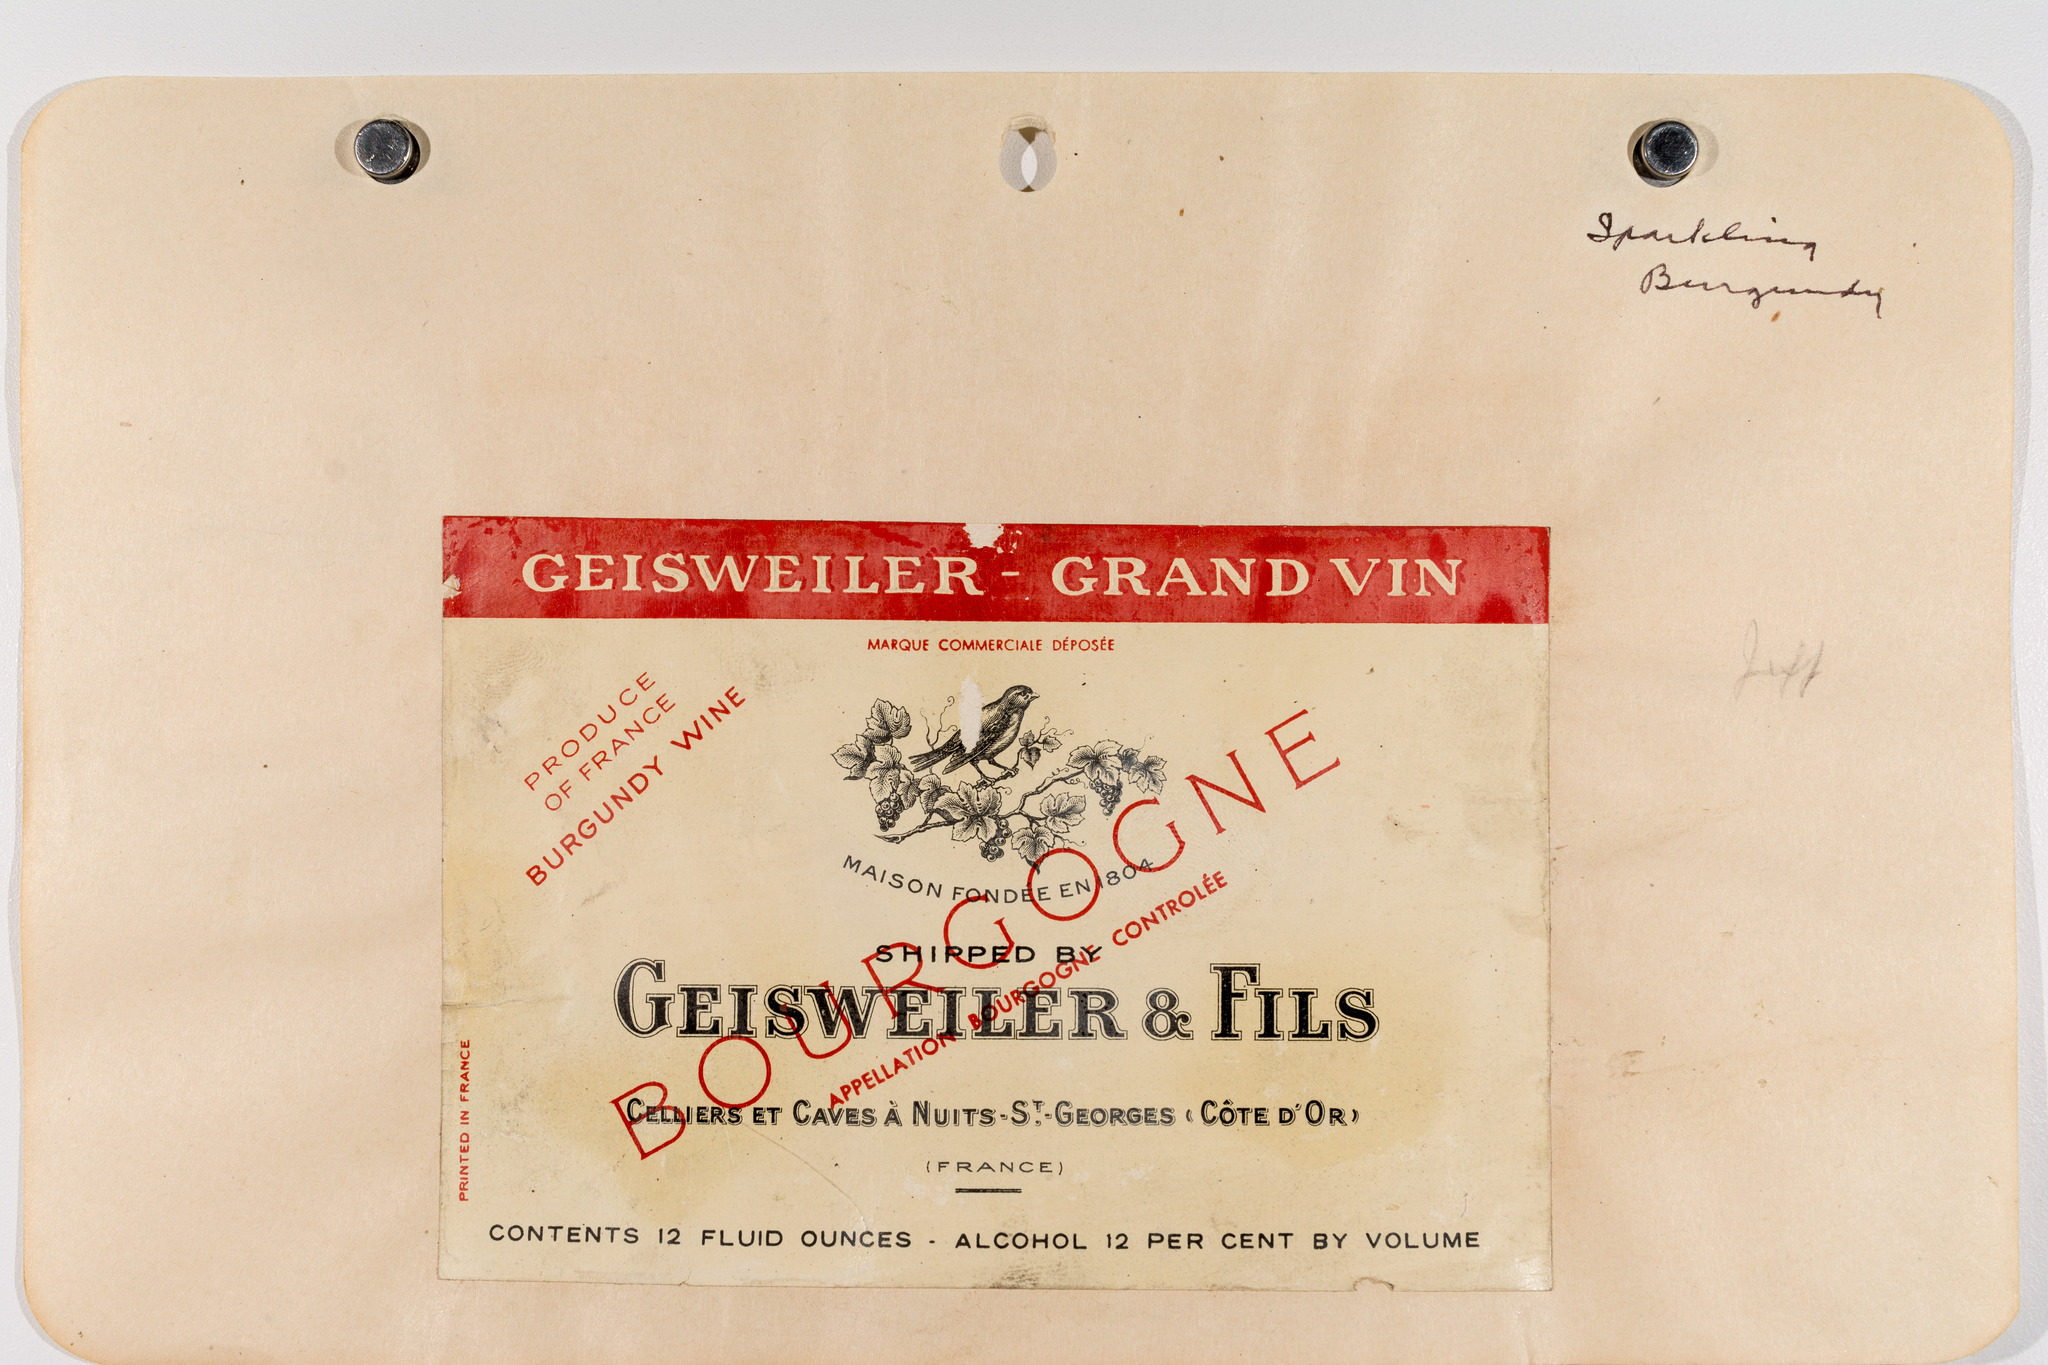 Sparkling
Burgundy
GEISWEILER - GRAND VIN
MARQUE COMMERCIALE DÉPOSÉE
PRODUCE
OF FRANCE
BURGUNDY WINE
MAISON FONDÉE EN 1804
BOURGOGNE
APPELLATION BOURGOGNE CONTROLÉE
SHIPPED BY
GEISWEILER & FILS
CELLIERS ET CAVES À NUITS-ST-GEORGES (CÔTE D'OR)
(FRANCE)
PRINTED IN FRANCE
CONTENTS 12 FLUID OUNCES - ALCOHOL 12 PER CENT BY VOLUME